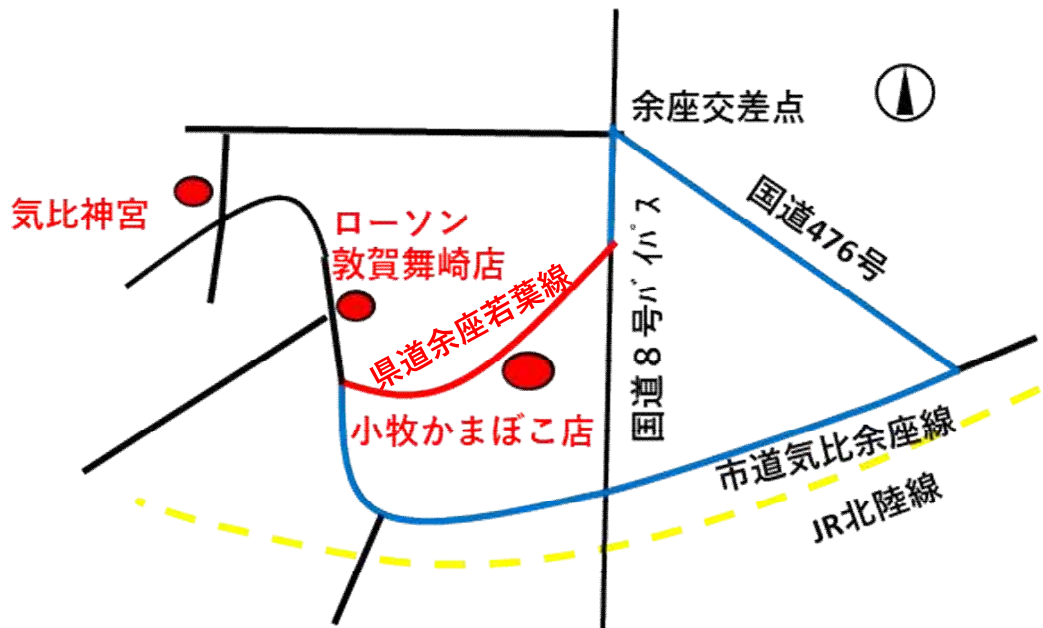 余座交差点
国道476号
気比神宮
ローソン
敦賀舞崎店
国道8号ﾊﾞｲﾊﾟｽ
県道余座若葉線
小牧かまぼこ店
市道気比余座線
JR北陸線